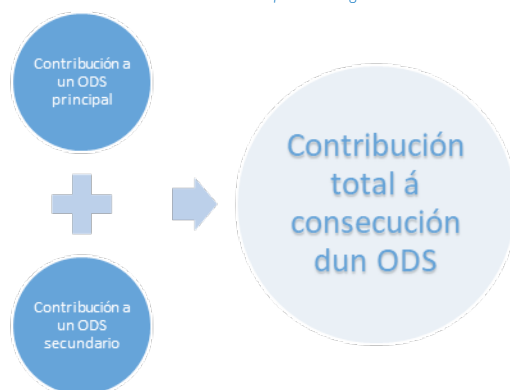 Contribución a
un ODS
principal
Contribución a
un ODS
secundario
Contribución
total á
consecución
dun ODS